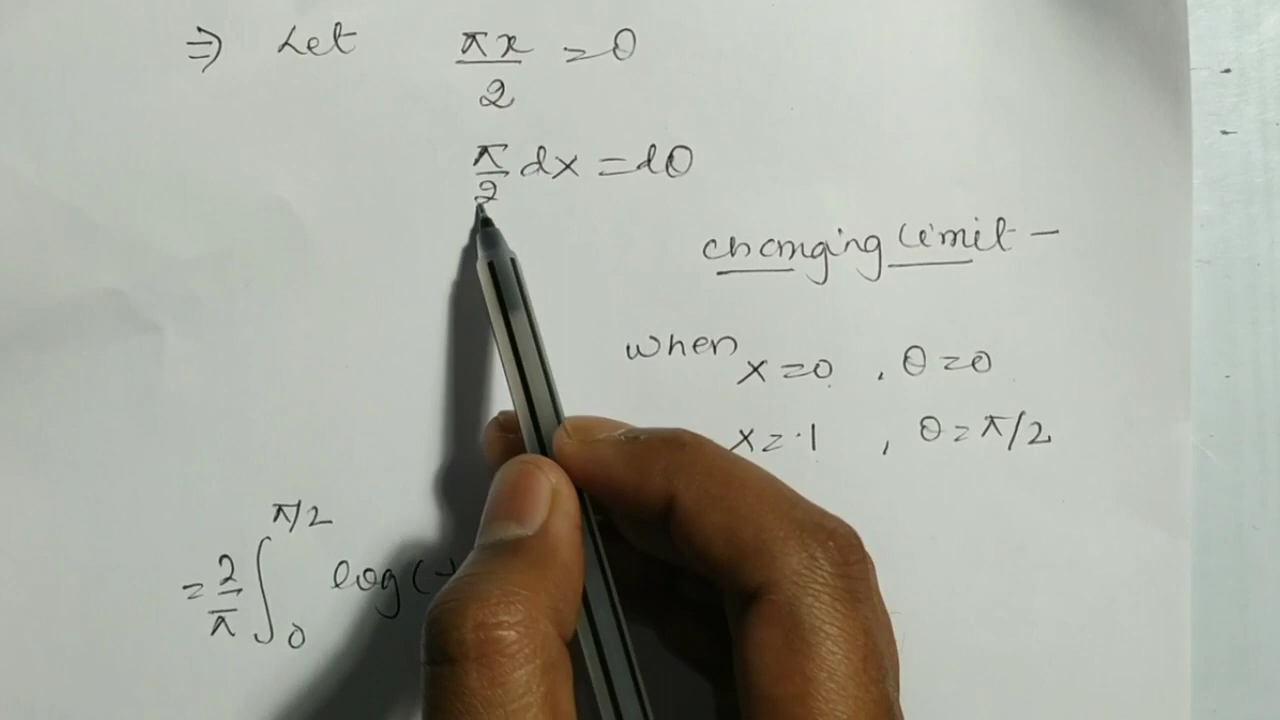 ⇒ Let πx/2 = θ
π/2 dx = dθ
changing limit –
when x = 0 , θ = 0
x = 1 , θ = π/2
= 2/π ∫₀^π/2 log(